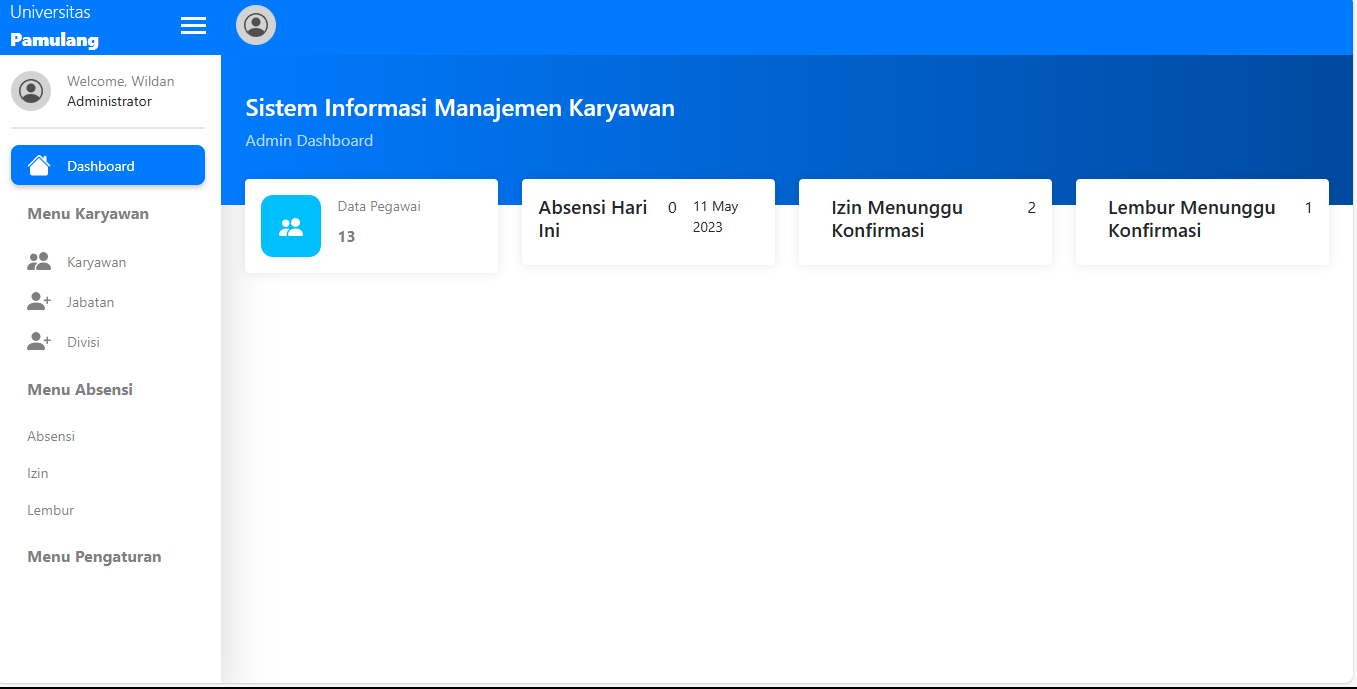 Universitas
Pamulang
Welcome, Wildan
Administrator
Dashboard
Menu Karyawan
Karyawan
Jabatan
Divisi
Menu Absensi
Absensi
Izin
Lembur
Menu Pengaturan
Sistem Informasi Manajemen Karyawan
Admin Dashboard
Data Pegawai
13
Absensi Hari
Ini
0
11 May
2023
Izin Menunggu
Konfirmasi
2
Lembur Menunggu
Konfirmasi
1